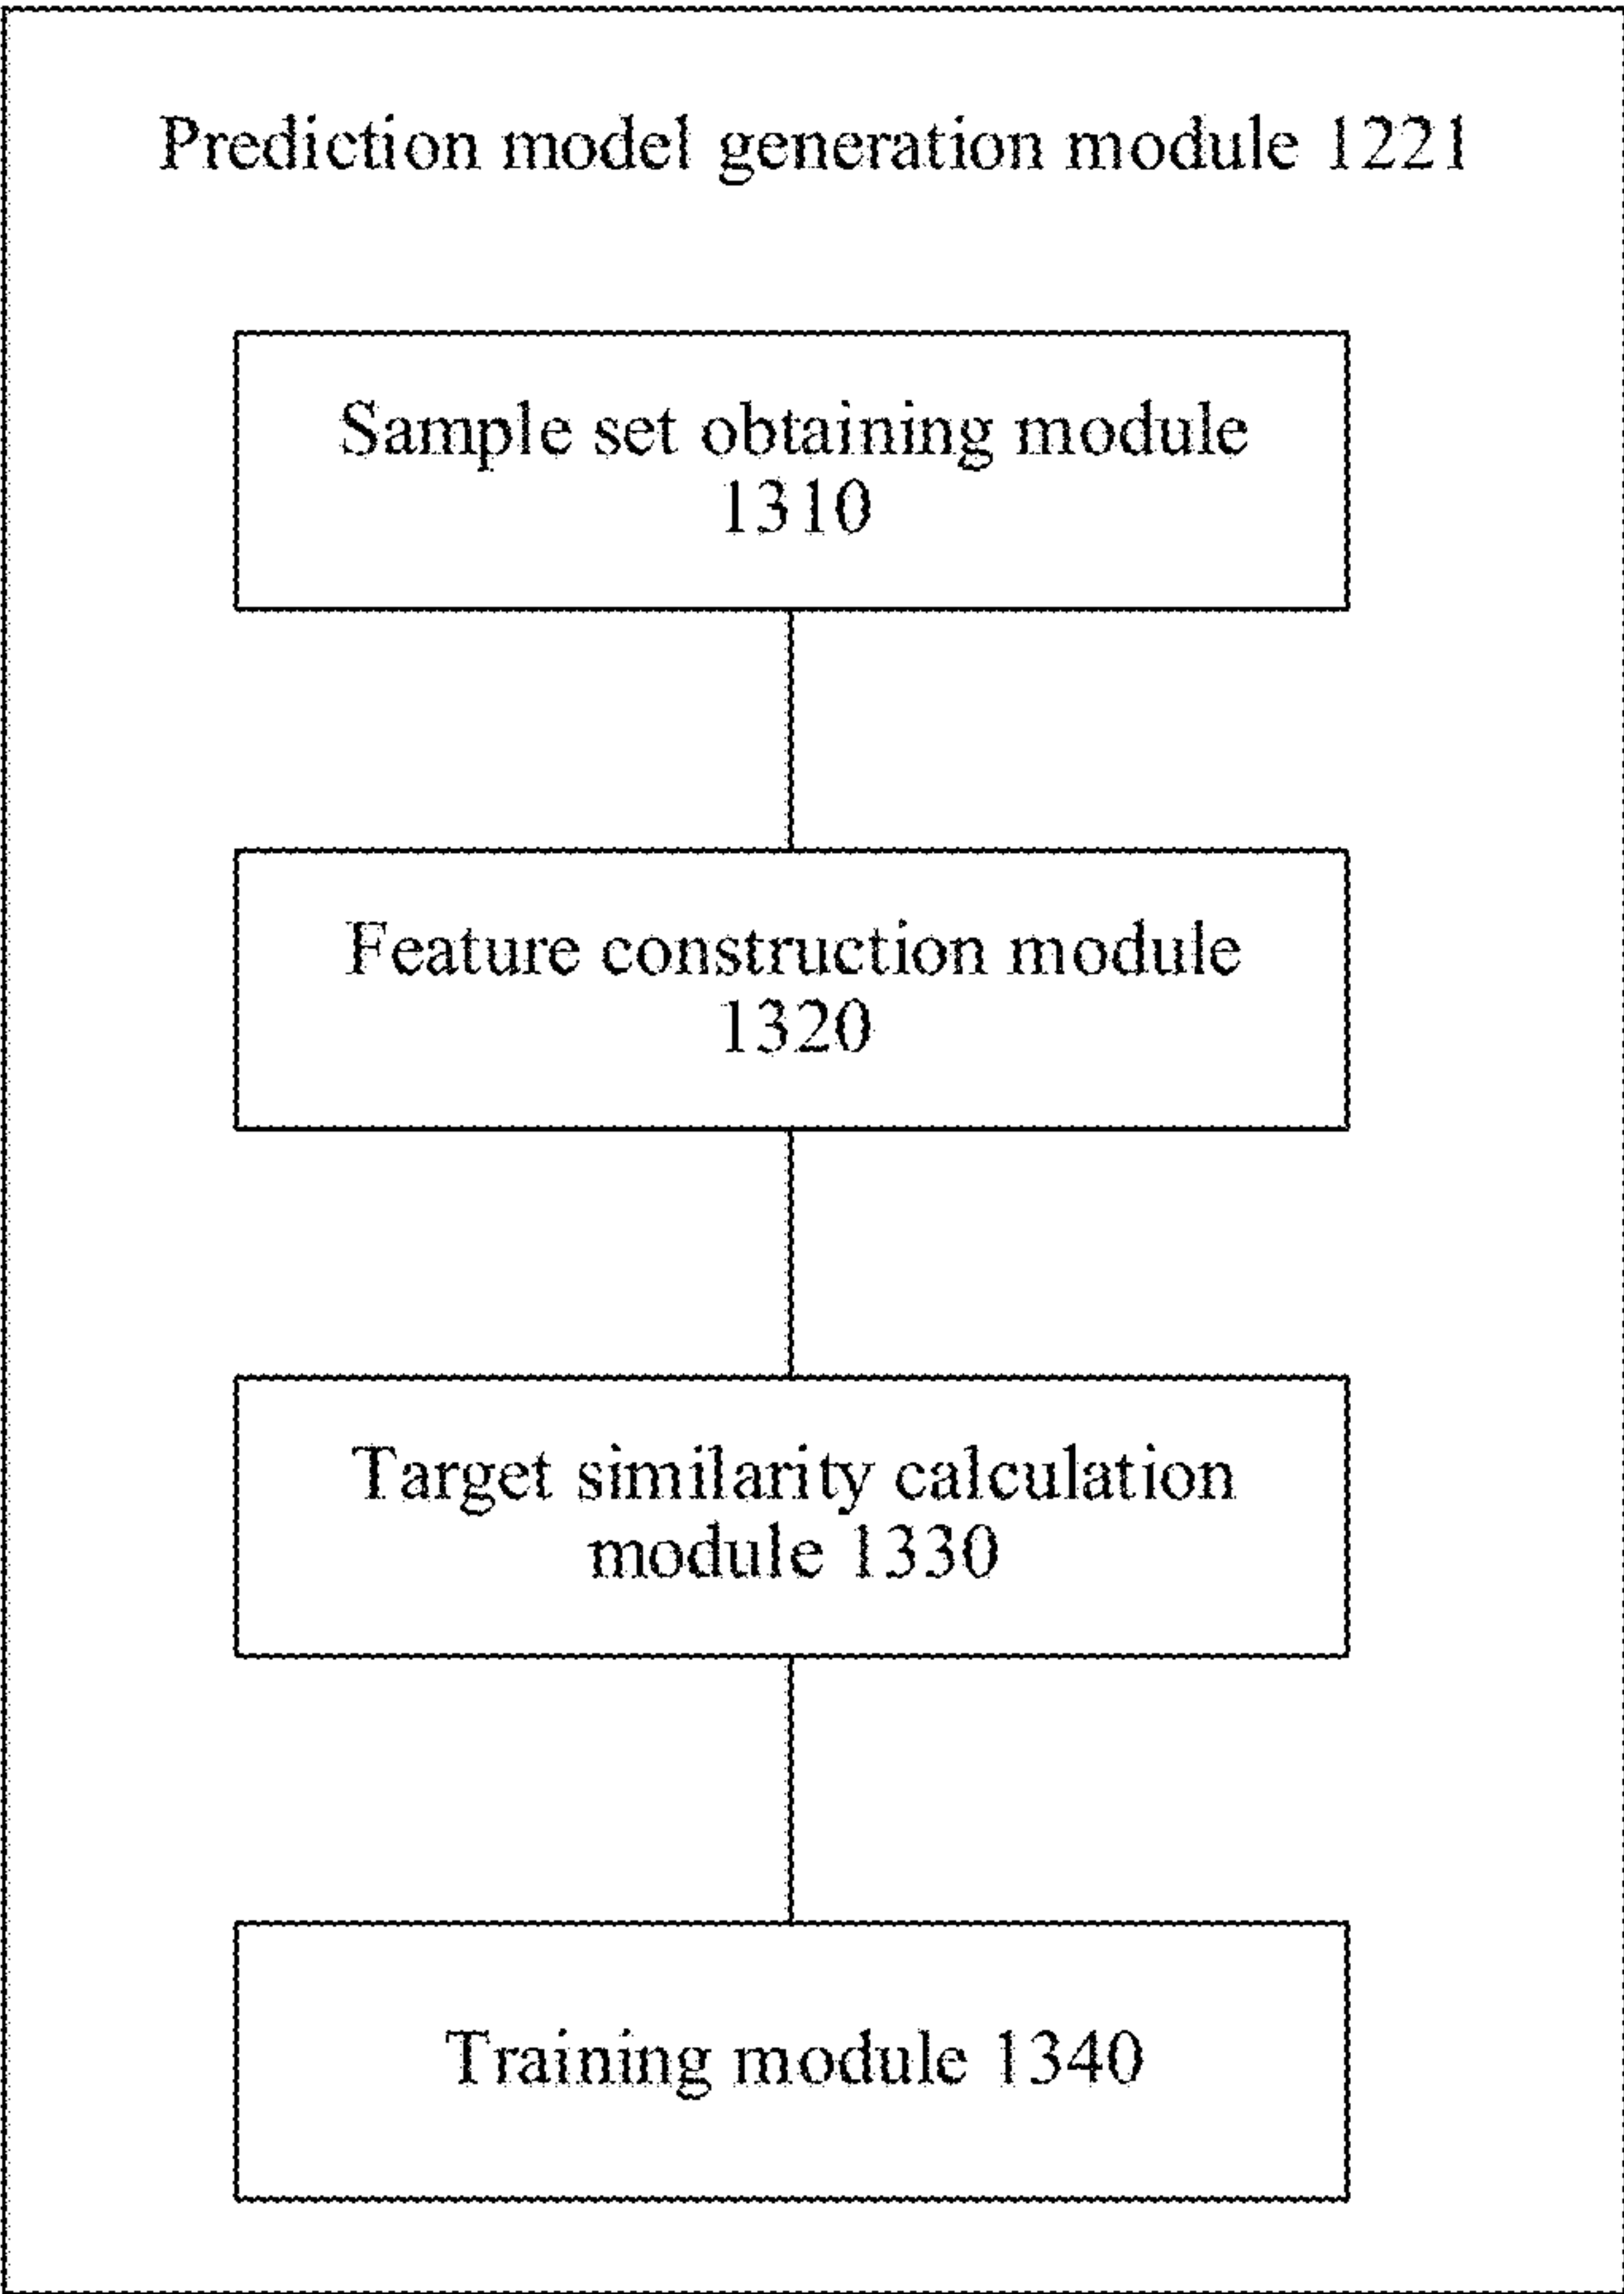 Prediction model generation module 1221
Sample set obtaining module
1310
Feature construction module
1320
Target similarity calculation
module 1330
Training module 1340